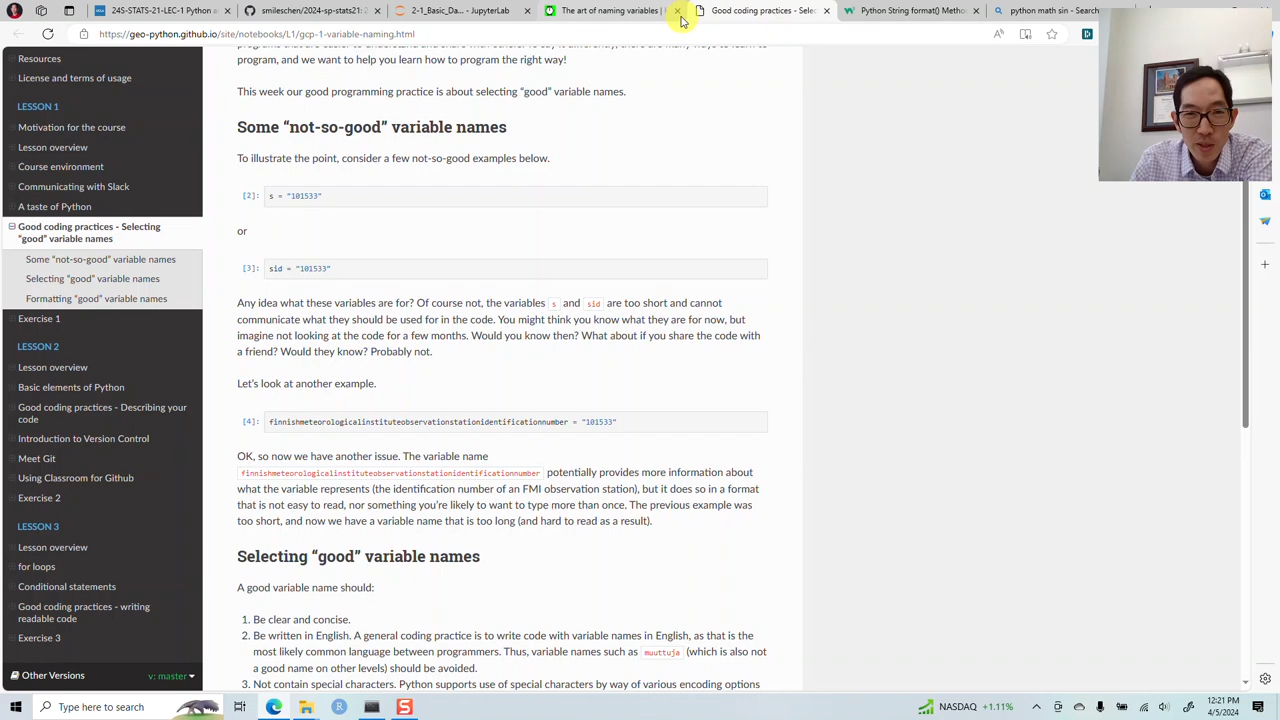 24S-STATS-21-LEC-1 Python a
smileschen/2024-sp-stats21: 2
2-1_Basic_Da... - JupyterLab
The art of naming variables |
Good coding practices - Selec
Python String format() Metho
python math sin - Search
https://geo-python.github.io/site/notebooks/L1/gcp-1-variable-naming.html
Resources
License and terms of usage
LESSON 1
Motivation for the course
Lesson overview
Course environment
Communicating with Slack
A taste of Python
Good coding practices - Selecting
“good” variable names
Some “not-so-good” variable names
Selecting “good” variable names
Formatting “good” variable names
Exercise 1
LESSON 2
Lesson overview
Basic elements of Python
Good coding practices - Describing your
code
Introduction to Version Control
Meet Git
Using Classroom for Github
Exercise 2
LESSON 3
Lesson overview
for loops
Conditional statements
Good coding practices - writing
readable code
Exercise 3
Other Versions v: master
program, and we want to help you learn how to program the right way!
This week our good programming practice is about selecting “good” variable names.
Some “not-so-good” variable names
To illustrate the point, consider a few not-so-good examples below.
[2]: s = "101533"
or
[3]: sid = "101533"
Any idea what these variables are for? Of course not, the variables s and sid are too short and cannot
communicate what they should be used for in the code. You might think you know what they are for now, but
imagine not looking at the code for a few months. Would you know then? What about if you share the code with
a friend? Would they know? Probably not.
Let’s look at another example.
[4]: finnishmeteorologicalinstituteobservationstationidentificationnumber = "101533"
OK, so now we have another issue. The variable name
finnishmeteorologicalinstituteobservationstationidentificationnumber potentially provides more information about
what the variable represents (the identification number of an FMI observation station), but it does so in a format
that is not easy to read, nor something you’re likely to want to type more than once. The previous example was
too short, and now we have a variable name that is too long (and hard to read as a result).
Selecting “good” variable names
A good variable name should:
1. Be clear and concise.
2. Be written in English. A general coding practice is to write code with variable names in English, as that is the
most likely common language between programmers. Thus, variable names such as muuttuja (which is also not
a good name on other levels) should be avoided.
3. Not contain special characters. Python supports use of special characters by way of various encoding options
Type here to search
NASDAQ +1.11%
12:21 PM
4/5/2024